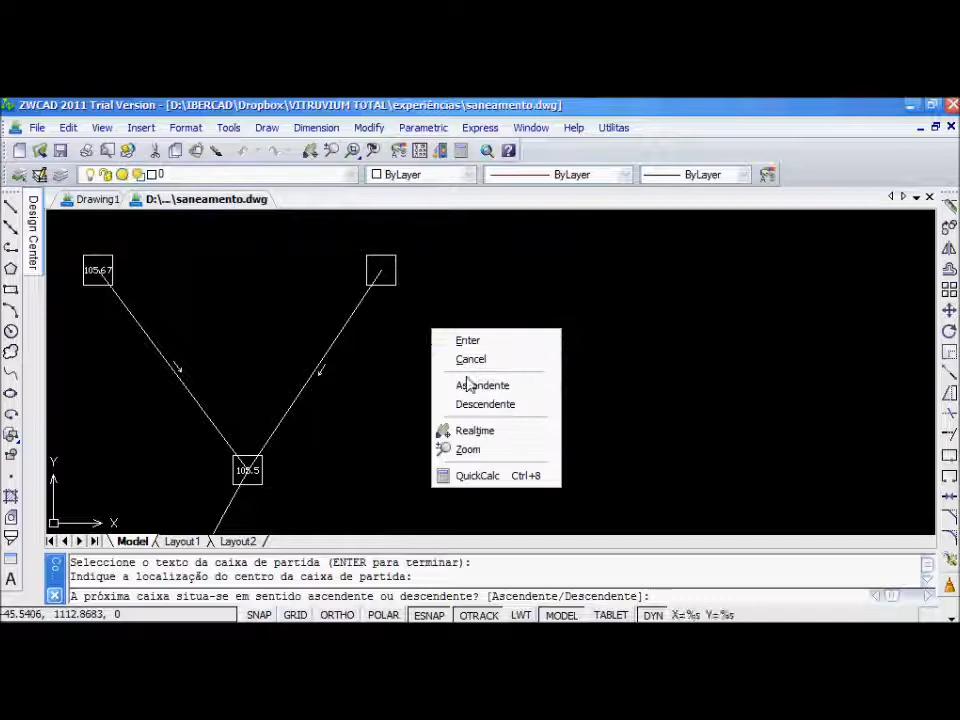 ZWCAD 2011 Trial Version - [D:\IBERCAD\Dropbox\VITRUVIUM TOTAL\experiências\saneamento.dwg]
File Edit View Insert Format Tools Draw Dimension Modify Parametric Express Window Help Utilitas
0 ByLayer ByLayer ByLayer
Drawing1 D:\...\saneamento.dwg
Design Center
105.67
Enter
Cancel
Ascendente
Descendente
Realtime
Zoom
QuickCalc Ctrl+8
105.5
Y
X
Model Layout1 Layout2
Seleccione o texto da caixa de partida (ENTER para terminar):
Indique a localização do centro da caixa de partida:
A próxima caixa situa-se em sentido ascendente ou descendente? [Ascendente/Descendente]:
-45.5406, 1112.8683, 0 SNAP GRID ORTHO POLAR ESNAP OTRACK LWT MODEL TABLET DYN X=%s Y=%s